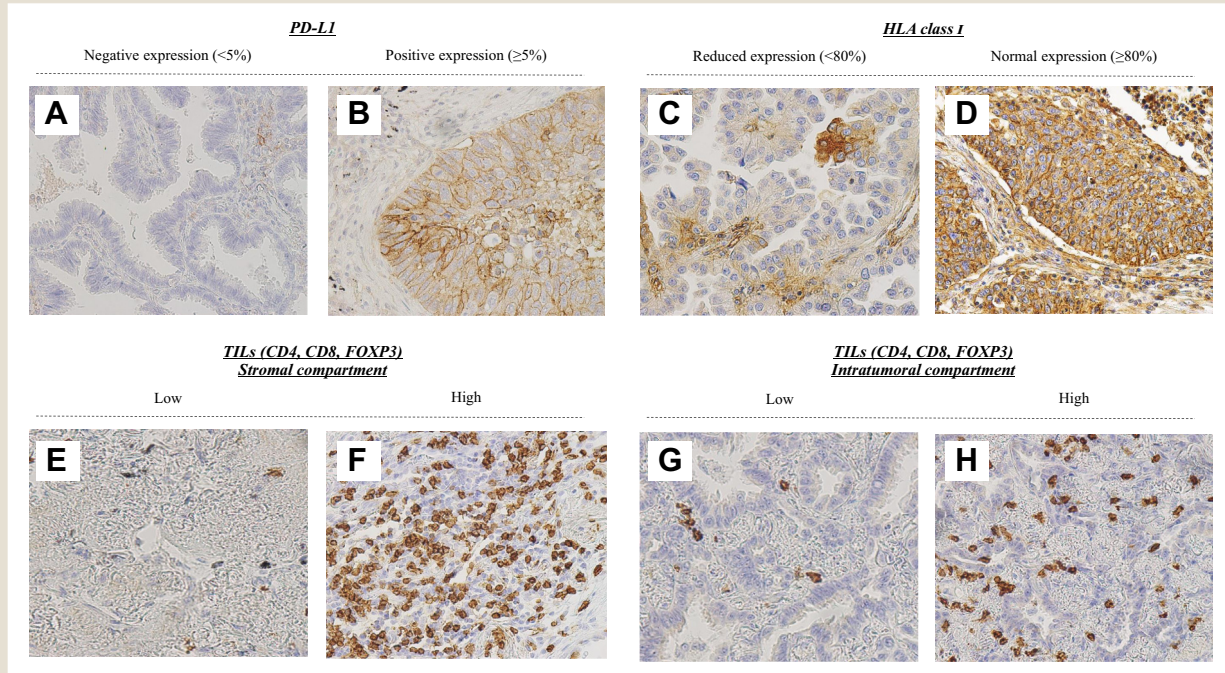 PD-L1
Negative expression (<5%) Positive expression (≥5%)
A
B
HLA class I
Reduced expression (<80%) Normal expression (≥80%)
C
D
TILs (CD4, CD8, FOXP3)
Stromal compartment
Low High
E
F
TILs (CD4, CD8, FOXP3)
Intratumoral compartment
Low High
G
H